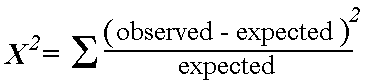 X² = ∑ (observed - expected)² / expected